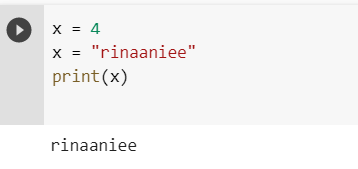 x = 4
x = "rinaaniee"
print(x)
rinaaniee